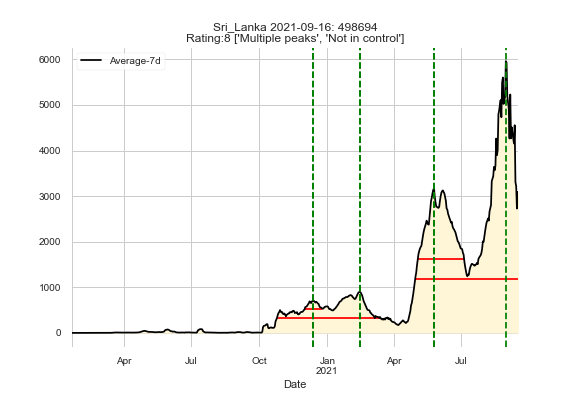 Sri_Lanka 2021-09-16: 498694
Rating:8 ['Multiple peaks', 'Not in control']
Average-7d
6000
5000
4000
3000
2000
1000
0
Apr Jul Oct Jan Apr Jul
2021
Date